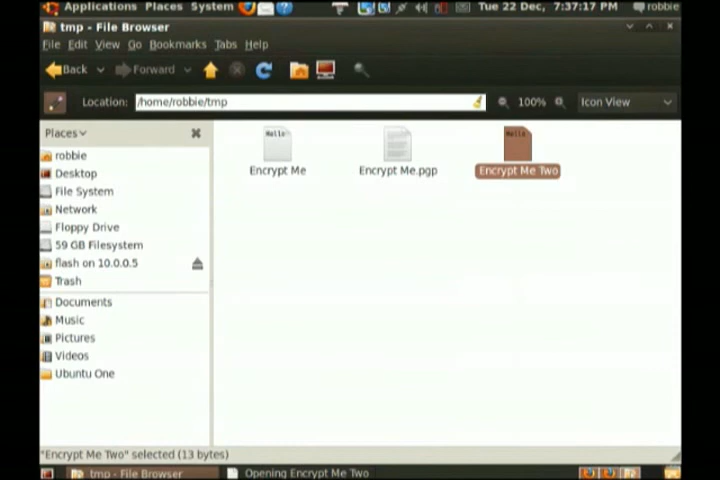 Applications Places System Tue 22 Dec, 7:37:17 PM robbie
tmp - File Browser
File Edit View Go Bookmarks Tabs Help
Back Forward
Location: /home/robbie/tmp 100% Icon View
Places
robbie
Desktop
File System
Network
Floppy Drive
59 GB Filesystem
flash on 10.0.0.5
Trash
Documents
Music
Pictures
Videos
Ubuntu One
Hello
Hello
Encrypt Me Encrypt Me.pgp Encrypt Me Two
"Encrypt Me Two" selected (13 bytes)
tmp - File Browser Opening Encrypt Me Two